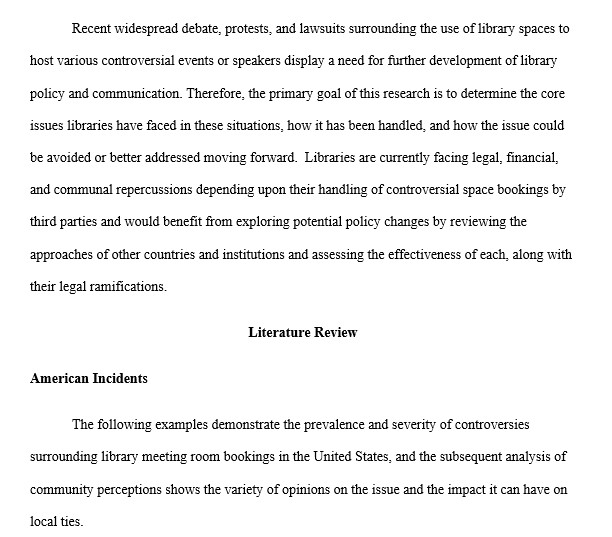 Recent widespread debate, protests, and lawsuits surrounding the use of library spaces to
host various controversial events or speakers display a need for further development of library
policy and communication. Therefore, the primary goal of this research is to determine the core
issues libraries have faced in these situations, how it has been handled, and how the issue could
be avoided or better addressed moving forward.  Libraries are currently facing legal, financial,
and communal repercussions depending upon their handling of controversial space bookings by
third parties and would benefit from exploring potential policy changes by reviewing the
approaches of other countries and institutions and assessing the effectiveness of each, along with
their legal ramifications.
Literature Review
American Incidents
The following examples demonstrate the prevalence and severity of controversies
surrounding library meeting room bookings in the United States, and the subsequent analysis of
community perceptions shows the variety of opinions on the issue and the impact it can have on
local ties.